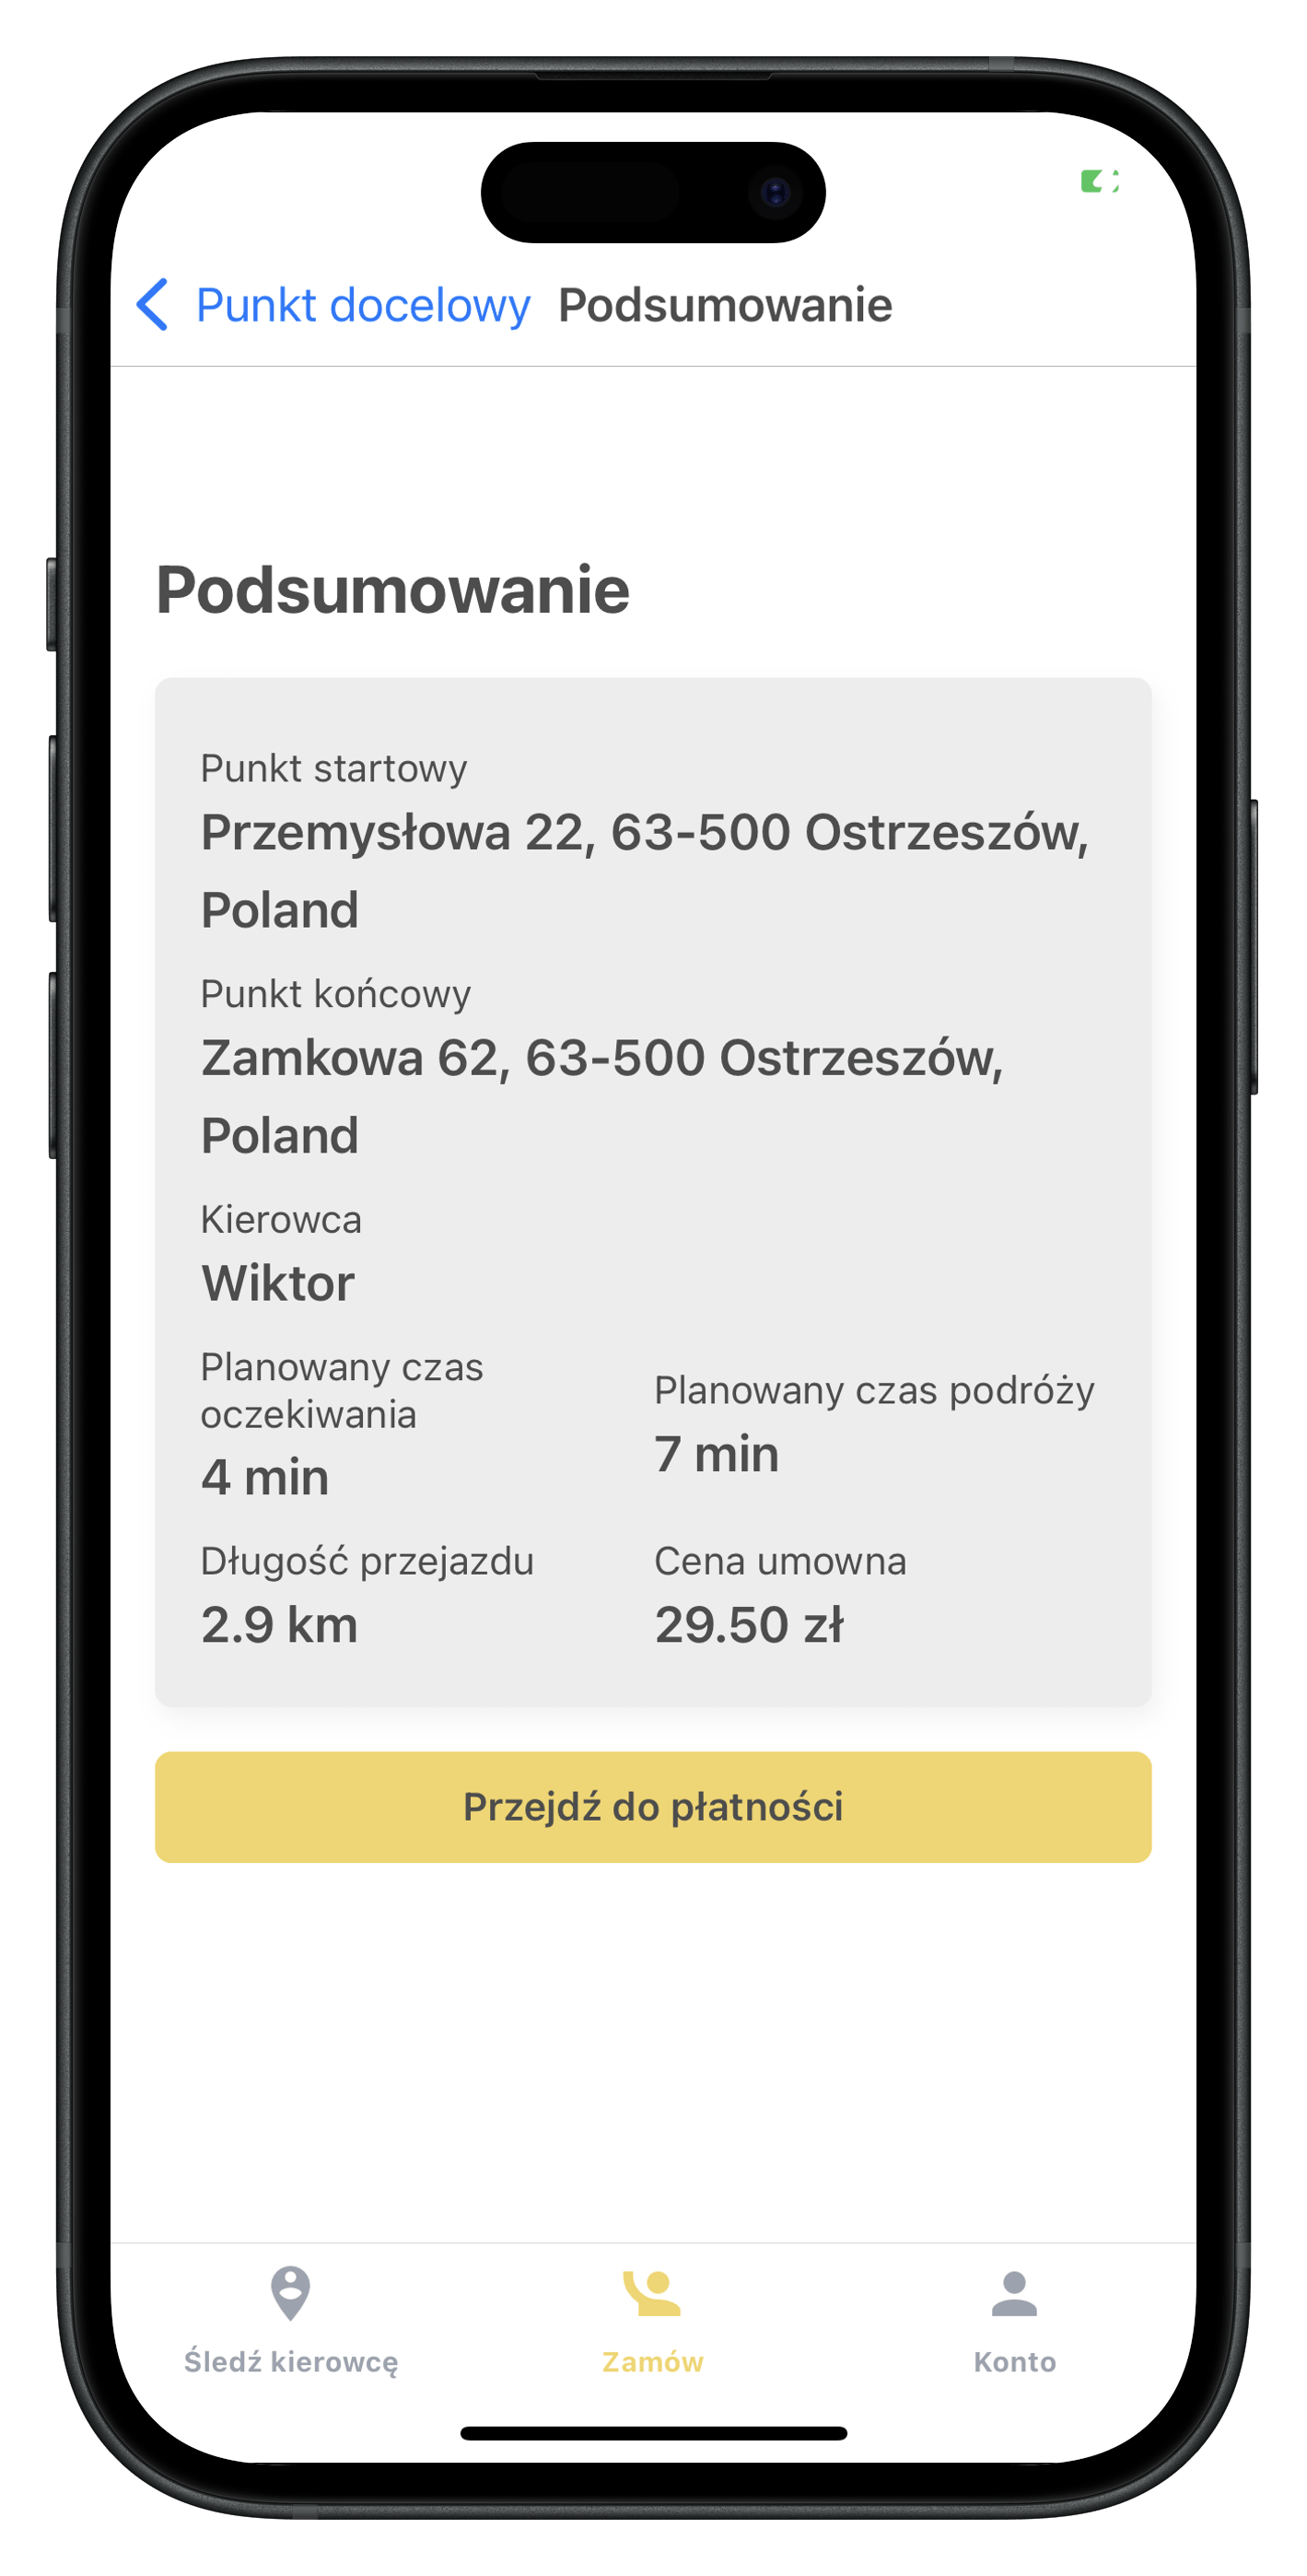 Punkt docelowy Podsumowanie
Podsumowanie
Punkt startowy
Przemysłowa 22, 63-500 Ostrzeszów,
Poland
Punkt końcowy
Zamkowa 62, 63-500 Ostrzeszów,
Poland
Kierowca
Wiktor
Planowany czas
oczekiwania
4 min
Planowany czas podróży
7 min
Długość przejazdu
2.9 km
Cena umowna
29.50 zł
Przejdź do płatności
Śledź kierowcę
Zamów
Konto